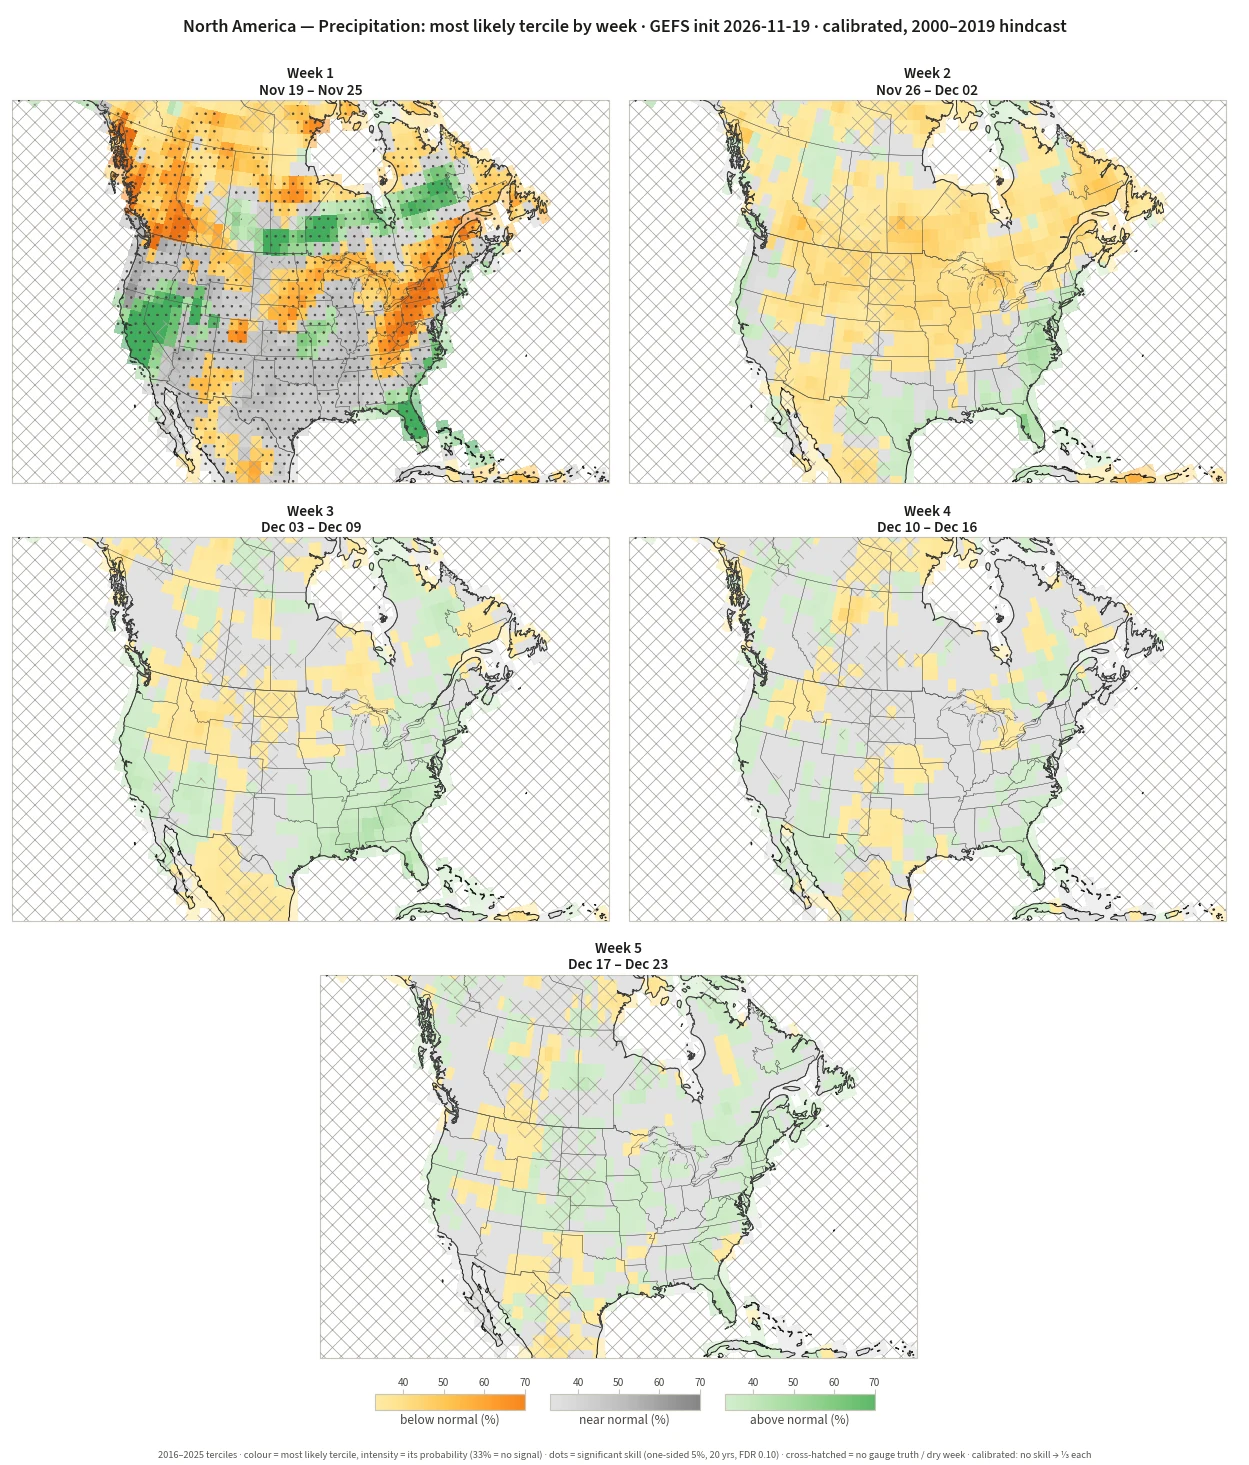 North America — Precipitation: most likely tercile by week · GEFS init 2026-11-19 · calibrated, 2000–2019 hindcast
Week 1
Nov 19 – Nov 25
Week 2
Nov 26 – Dec 02
Week 3
Dec 03 – Dec 09
Week 4
Dec 10 – Dec 16
Week 5
Dec 17 – Dec 23
40 50 60 70 40 50 60 70 40 50 60 70
below normal (%) near normal (%) above normal (%)
2016–2025 terciles · colour = most likely tercile, intensity = its probability (33% = no signal) · dots = significant skill (one-sided 5%, 20 yrs, FDR 0.10) · cross-hatched = no gauge truth / dry week · calibrated: no skill → ⅓ each